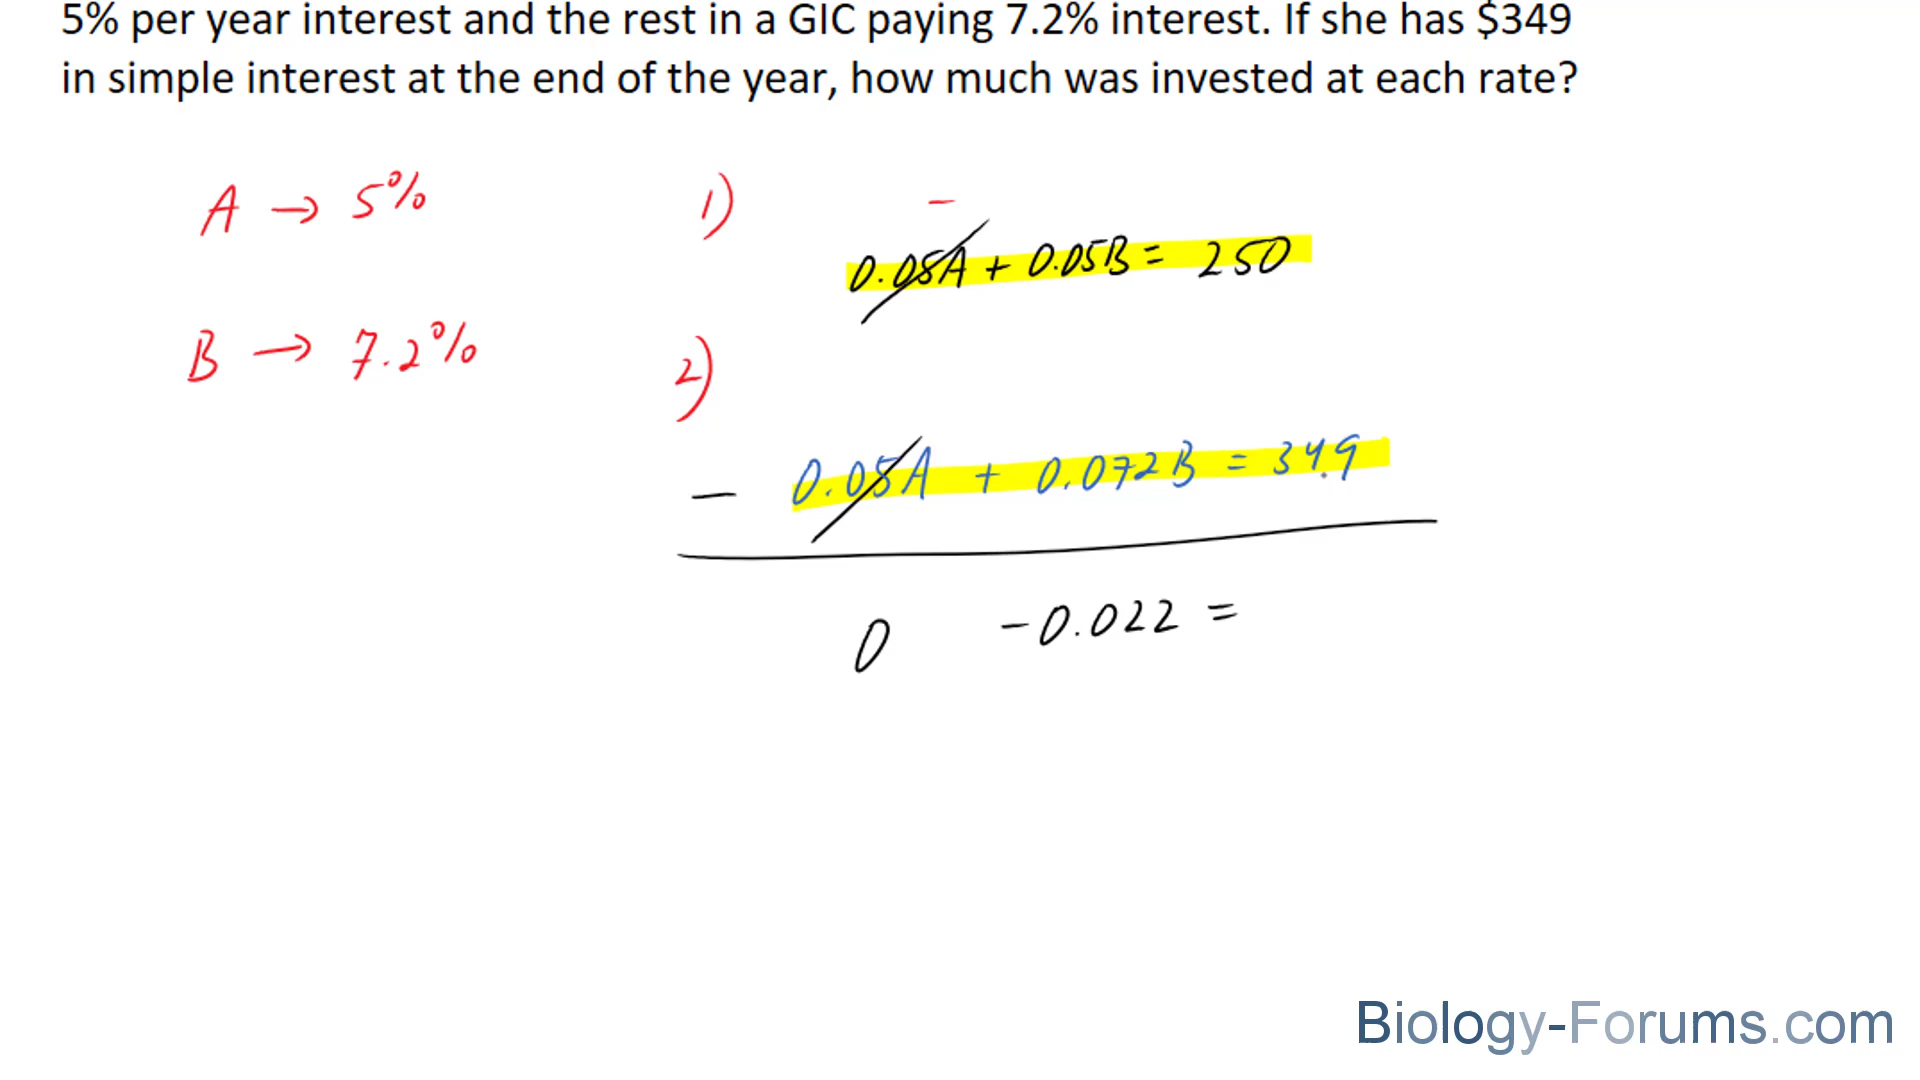 5% per year interest and the rest in a GIC paying 7.2% interest. If she has $349
in simple interest at the end of the year, how much was invested at each rate?
A → 5%
B → 7.2%
1)
0.05A + 0.05B = 250
2)
- 0.05A + 0.072B = 349
0 -0.022 =
Biology-Forums.com